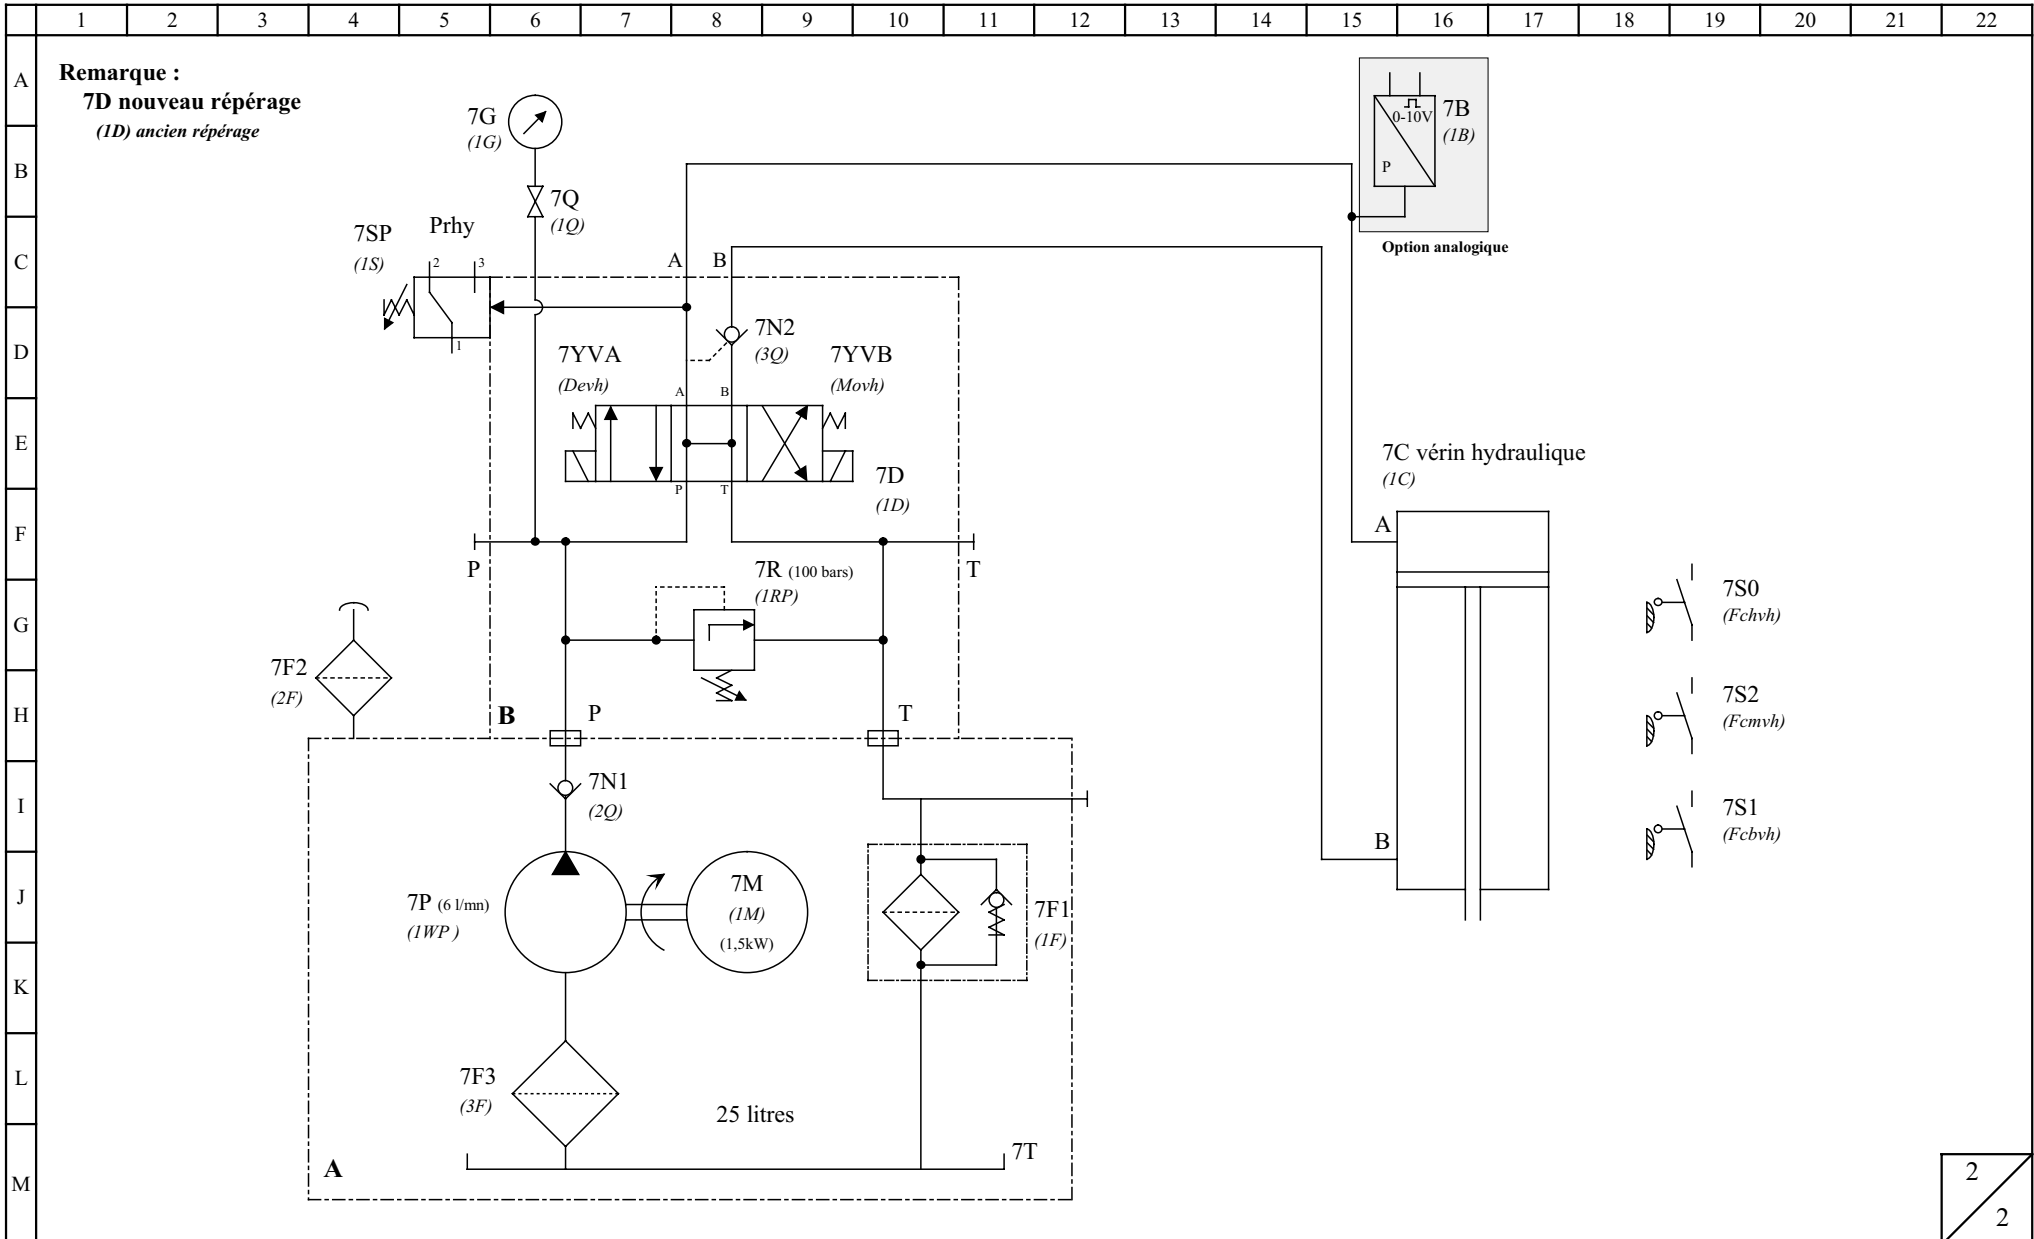 1 2 3 4 5 6 7 8 9 10 11 12 13 14 15 16 17 18 19 20 21 22
A
B
C
D
E
F
G
H
I
J
K
L
M
Remarque :
7D nouveau répérage
(1D) ancien répérage
7G
(1G)
7Q
(1Q)
7SP
(1S)
Prhy
2
3
1
A
B
7N2
(3Q)
7YVA
(Devh)
7YVB
(Movh)
A
B
P
T
7D
(1D)
P
T
7R (100 bars)
(1RP)
7F2
(2F)
B
P
T
7N1
(2Q)
7P (6 l/mn)
(1WP )
7M
(1M)
(1,5kW)
7F1
(1F)
7F3
(3F)
25 litres
7T
A
0-10V
P
7B
(1B)
Option analogique
7C vérin hydraulique
(1C)
A
B
7S0
(Fchvh)
7S2
(Fcmvh)
7S1
(Fcbvh)
2
2